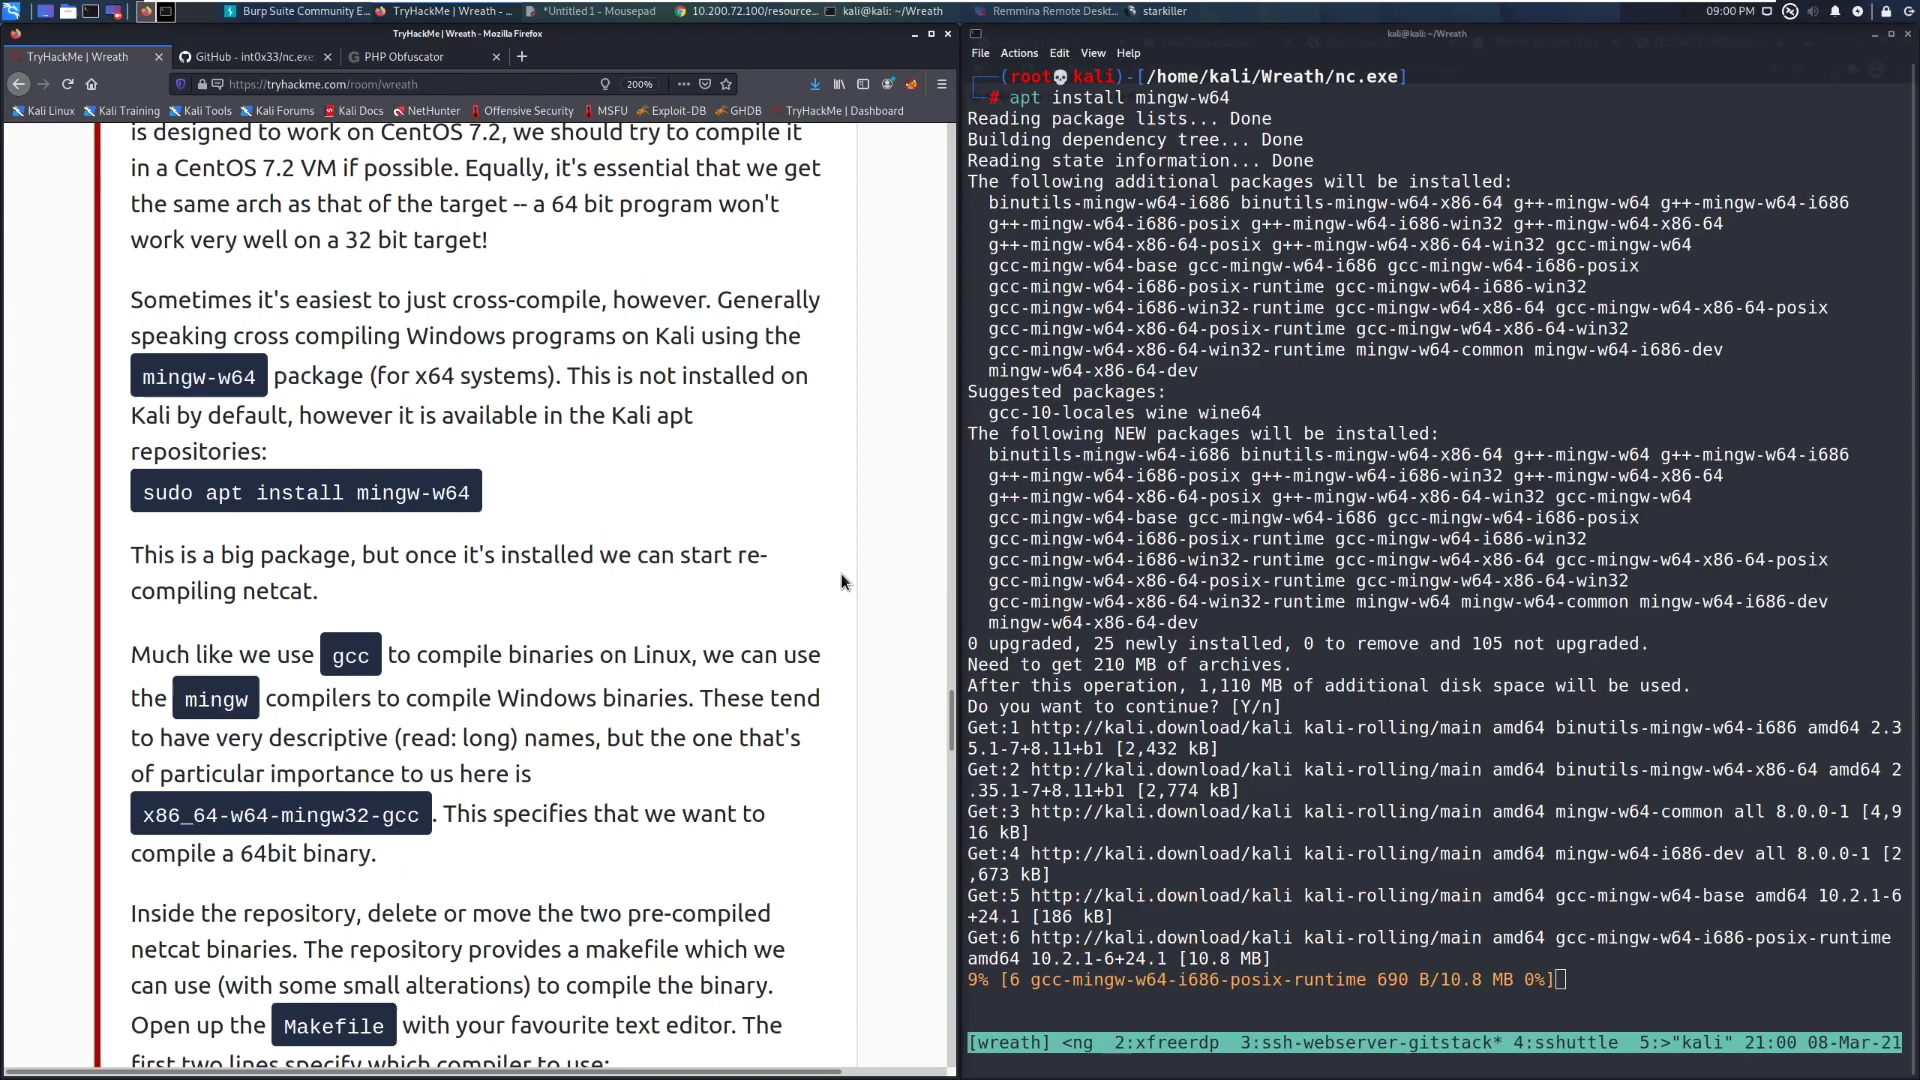 Burp Suite Community E...
TryHackMe | Wreath - ...
*Untitled 1 - Mousepad
10.200.72.100/resource...
kali@kali: ~/Wreath
Remmina Remote Deskt...
starkiller
09:00 PM
TryHackMe | Wreath - Mozilla Firefox
TryHackMe | Wreath
GitHub - int0x33/nc.exe:
PHP Obfuscator
https://tryhackme.com/room/wreath
200%
Kali Linux
Kali Training
Kali Tools
Kali Forums
Kali Docs
NetHunter
Offensive Security
MSFU
Exploit-DB
GHDB
TryHackMe | Dashboard
is designed to work on CentOS 7.2, we should try to compile it
in a CentOS 7.2 VM if possible. Equally, it's essential that we get
the same arch as that of the target -- a 64 bit program won't
work very well on a 32 bit target!
Sometimes it's easiest to just cross-compile, however. Generally
speaking cross compiling Windows programs on Kali using the
mingw-w64 package (for x64 systems). This is not installed on
Kali by default, however it is available in the Kali apt
repositories:
sudo apt install mingw-w64
This is a big package, but once it's installed we can start re-
compiling netcat.
Much like we use gcc to compile binaries on Linux, we can use
the mingw compilers to compile Windows binaries. These tend
to have very descriptive (read: long) names, but the one that's
of particular importance to us here is
x86_64-w64-mingw32-gcc . This specifies that we want to
compile a 64bit binary.
Inside the repository, delete or move the two pre-compiled
netcat binaries. The repository provides a makefile which we
can use (with some small alterations) to compile the binary.
Open up the Makefile with your favourite text editor. The
first two lines specify which compiler to use:
kali@kali: ~/Wreath
File Actions Edit View Help
(root💀kali)-[/home/kali/Wreath/nc.exe]
# apt install mingw-w64
Reading package lists... Done
Building dependency tree... Done
Reading state information... Done
The following additional packages will be installed:
binutils-mingw-w64-i686 binutils-mingw-w64-x86-64 g++-mingw-w64 g++-mingw-w64-i686
g++-mingw-w64-i686-posix g++-mingw-w64-i686-win32 g++-mingw-w64-x86-64
g++-mingw-w64-x86-64-posix g++-mingw-w64-x86-64-win32 gcc-mingw-w64
gcc-mingw-w64-base gcc-mingw-w64-i686 gcc-mingw-w64-i686-posix
gcc-mingw-w64-i686-posix-runtime gcc-mingw-w64-i686-win32
gcc-mingw-w64-i686-win32-runtime gcc-mingw-w64-x86-64 gcc-mingw-w64-x86-64-posix
gcc-mingw-w64-x86-64-posix-runtime gcc-mingw-w64-x86-64-win32
gcc-mingw-w64-x86-64-win32-runtime mingw-w64-common mingw-w64-i686-dev
mingw-w64-x86-64-dev
Suggested packages:
gcc-10-locales wine wine64
The following NEW packages will be installed:
binutils-mingw-w64-i686 binutils-mingw-w64-x86-64 g++-mingw-w64 g++-mingw-w64-i686
g++-mingw-w64-i686-posix g++-mingw-w64-i686-win32 g++-mingw-w64-x86-64
g++-mingw-w64-x86-64-posix g++-mingw-w64-x86-64-win32 gcc-mingw-w64
gcc-mingw-w64-base gcc-mingw-w64-i686 gcc-mingw-w64-i686-posix
gcc-mingw-w64-i686-posix-runtime gcc-mingw-w64-i686-win32
gcc-mingw-w64-i686-win32-runtime gcc-mingw-w64-x86-64 gcc-mingw-w64-x86-64-posix
gcc-mingw-w64-x86-64-posix-runtime gcc-mingw-w64-x86-64-win32
gcc-mingw-w64-x86-64-win32-runtime mingw-w64 mingw-w64-common mingw-w64-i686-dev
mingw-w64-x86-64-dev
0 upgraded, 25 newly installed, 0 to remove and 105 not upgraded.
Need to get 210 MB of archives.
After this operation, 1,110 MB of additional disk space will be used.
Do you want to continue? [Y/n]
Get:1 http://kali.download/kali kali-rolling/main amd64 binutils-mingw-w64-i686 amd64 2.3
5.1-7+8.11+b1 [2,432 kB]
Get:2 http://kali.download/kali kali-rolling/main amd64 binutils-mingw-w64-x86-64 amd64 2
.35.1-7+8.11+b1 [2,774 kB]
Get:3 http://kali.download/kali kali-rolling/main amd64 mingw-w64-common all 8.0.0-1 [4,9
16 kB]
Get:4 http://kali.download/kali kali-rolling/main amd64 mingw-w64-i686-dev all 8.0.0-1 [2
,673 kB]
Get:5 http://kali.download/kali kali-rolling/main amd64 gcc-mingw-w64-base amd64 10.2.1-6
+24.1 [186 kB]
Get:6 http://kali.download/kali kali-rolling/main amd64 gcc-mingw-w64-i686-posix-runtime
amd64 10.2.1-6+24.1 [10.8 MB]
9% [6 gcc-mingw-w64-i686-posix-runtime 690 B/10.8 MB 0%]
[wreath] <ng 2:xfreerdp 3:ssh-webserver-gitstack* 4:sshuttle 5:>"kali" 21:00 08-Mar-21